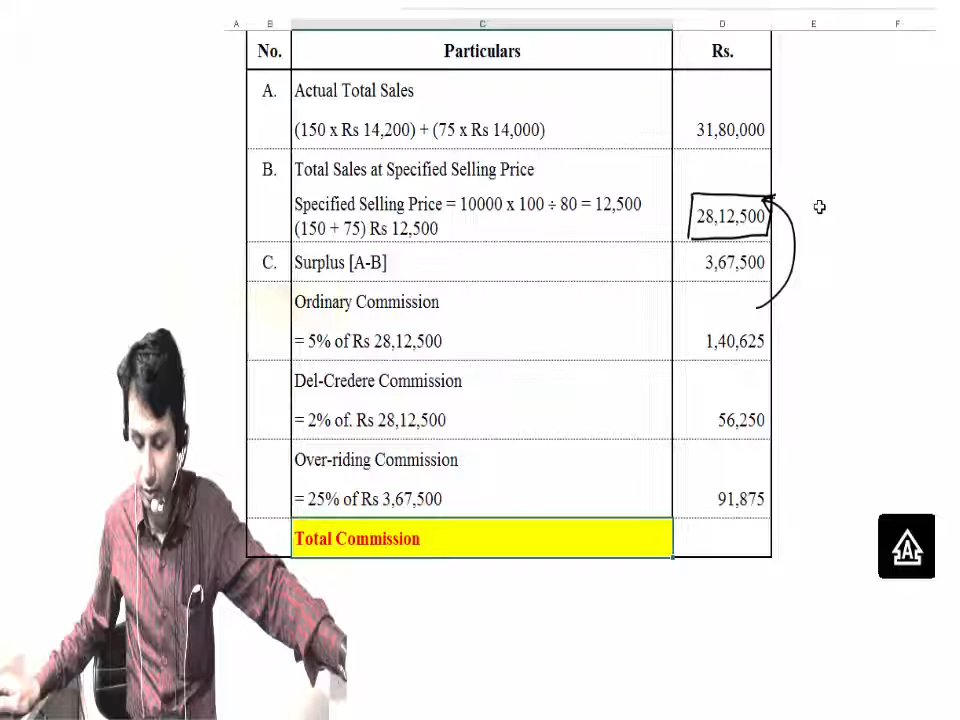 A B C D E F
No. Particulars Rs.
A. Actual Total Sales
(150 x Rs 14,200) + (75 x Rs 14,000) 31,80,000
B. Total Sales at Specified Selling Price
Specified Selling Price = 10000 x 100 ÷ 80 = 12,500
28,12,500
(150 + 75) Rs 12,500
C. Surplus [A-B] 3,67,500
Ordinary Commission
= 5% of Rs 28,12,500 1,40,625
Del-Credere Commission
= 2% of. Rs 28,12,500 56,250
Over-riding Commission
= 25% of Rs 3,67,500 91,875
Total Commission
A